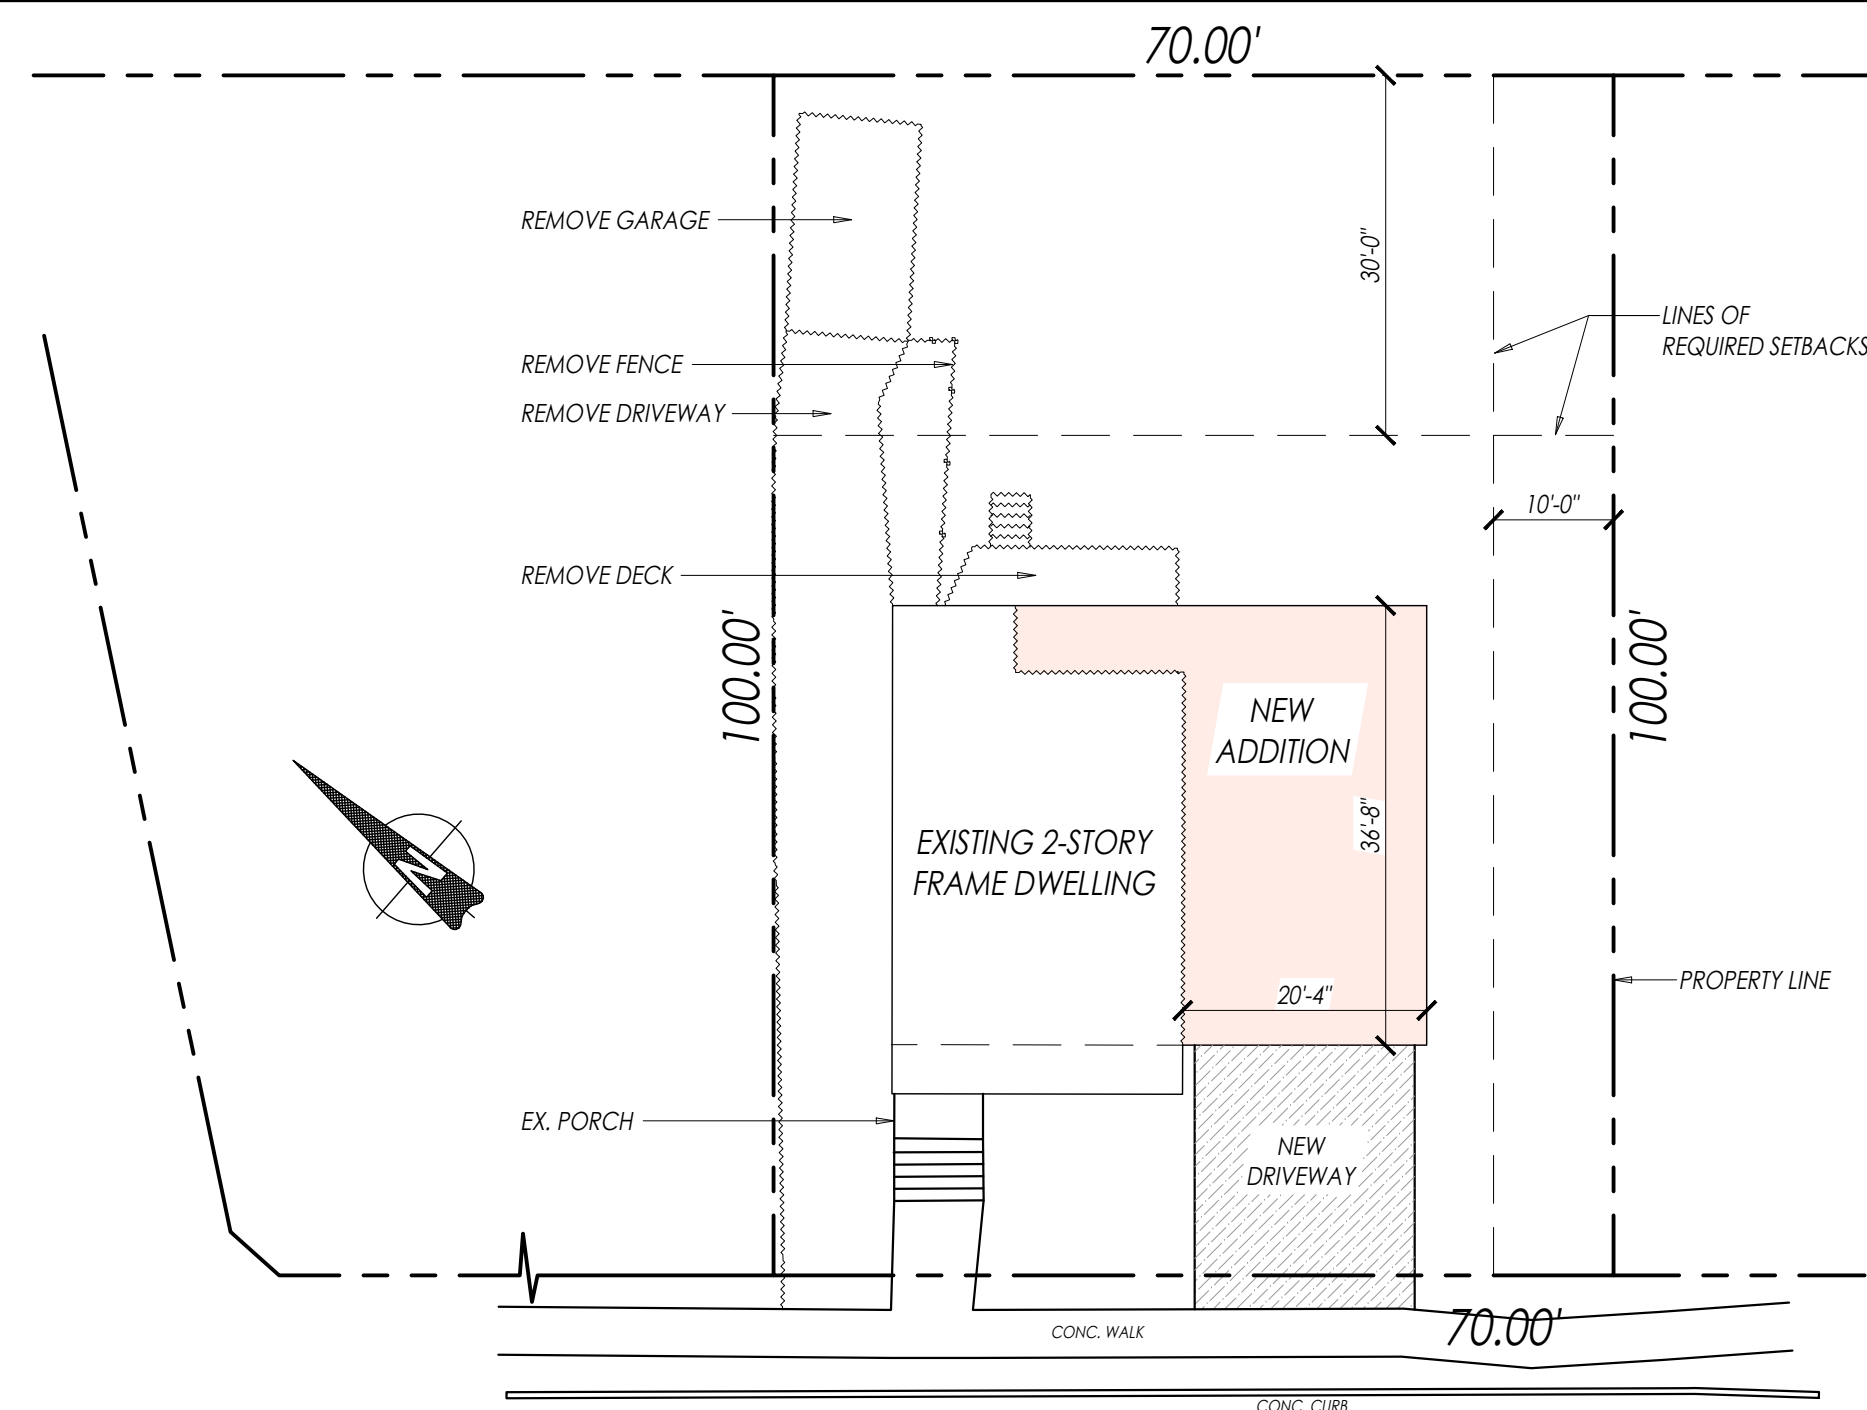 70.00'
REMOVE GARAGE
30'-0"
LINES OF
REQUIRED SETBACKS
REMOVE FENCE
REMOVE DRIVEWAY
10'-0"
REMOVE DECK
100.00'
100.00'
NEW
ADDITION
36'-8"
EXISTING 2-STORY
FRAME DWELLING
N
20'-4"
PROPERTY LINE
EX. PORCH
NEW
DRIVEWAY
70.00'
CONC. WALK
CONC. CURB